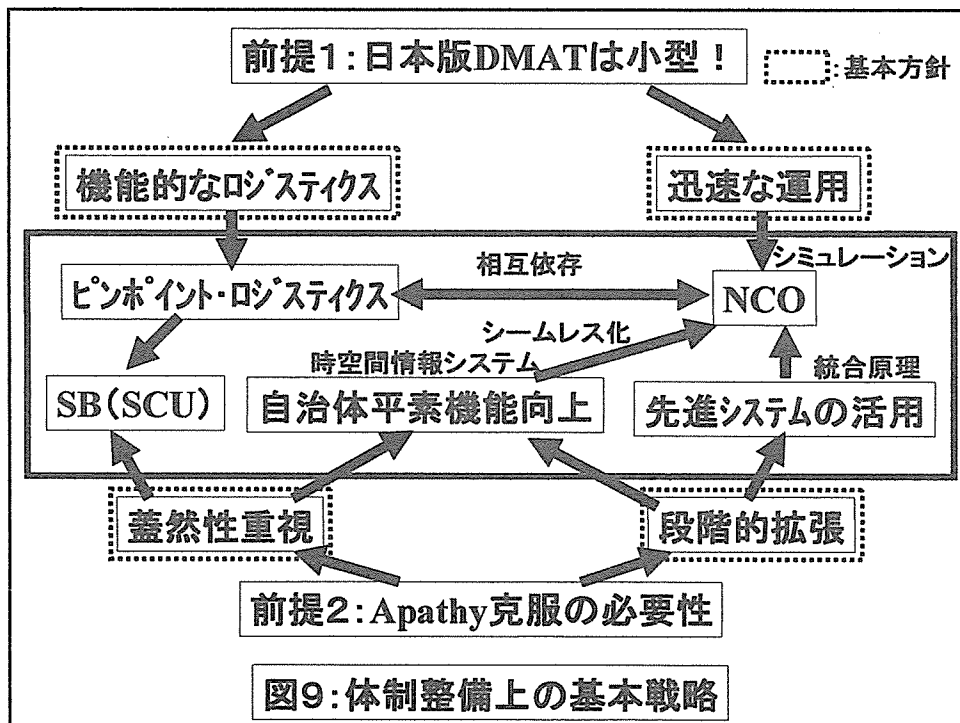 前提1:日本版DMATは小型!
:基本方針
機能的なロジスティクス
迅速な運用
シミュレーション
相互依存
ピンポイント・ロジスティクス
NCO
シームレス化
時空間情報システム
統合原理
SB(SCU)
自治体平素機能向上
先進システムの活用
蓋然性重視
段階的拡張
前提2:Apathy克服の必要性
図9:体制整備上の基本戦略